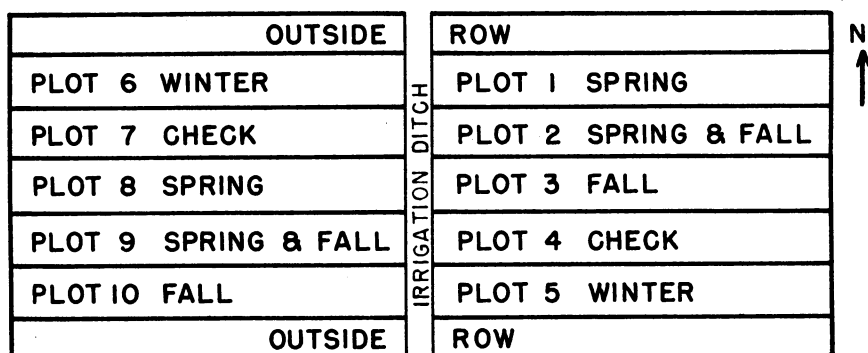 OUTSIDE ROW
PLOT 6 WINTER
PLOT 7 CHECK
PLOT 8 SPRING
PLOT 9 SPRING & FALL
PLOT 10 FALL
OUTSIDE ROW
IRRIGATION DITCH
PLOT 1 SPRING
PLOT 2 SPRING & FALL
PLOT 3 FALL
PLOT 4 CHECK
PLOT 5 WINTER
N